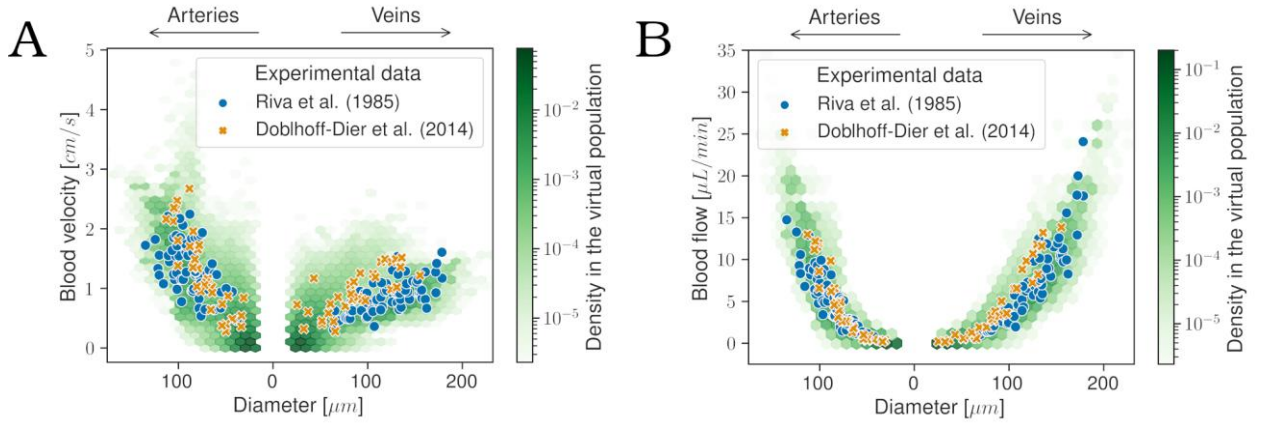 A
Arteries
Veins
Experimental data
Riva et al. (1985)
Doblhoff-Dier et al. (2014)
5
4
3
2
1
0
Blood velocity [cm/s]
100
0
100
200
Diameter [μm]
10⁻²
10⁻³
10⁻⁴
10⁻⁵
Density in the virtual population
B
Arteries
Veins
Experimental data
Riva et al. (1985)
Doblhoff-Dier et al. (2014)
35
30
25
20
15
10
5
0
Blood flow [μL/min]
100
0
100
200
Diameter [μm]
10⁻¹
10⁻²
10⁻³
10⁻⁴
10⁻⁵
Density in the virtual population